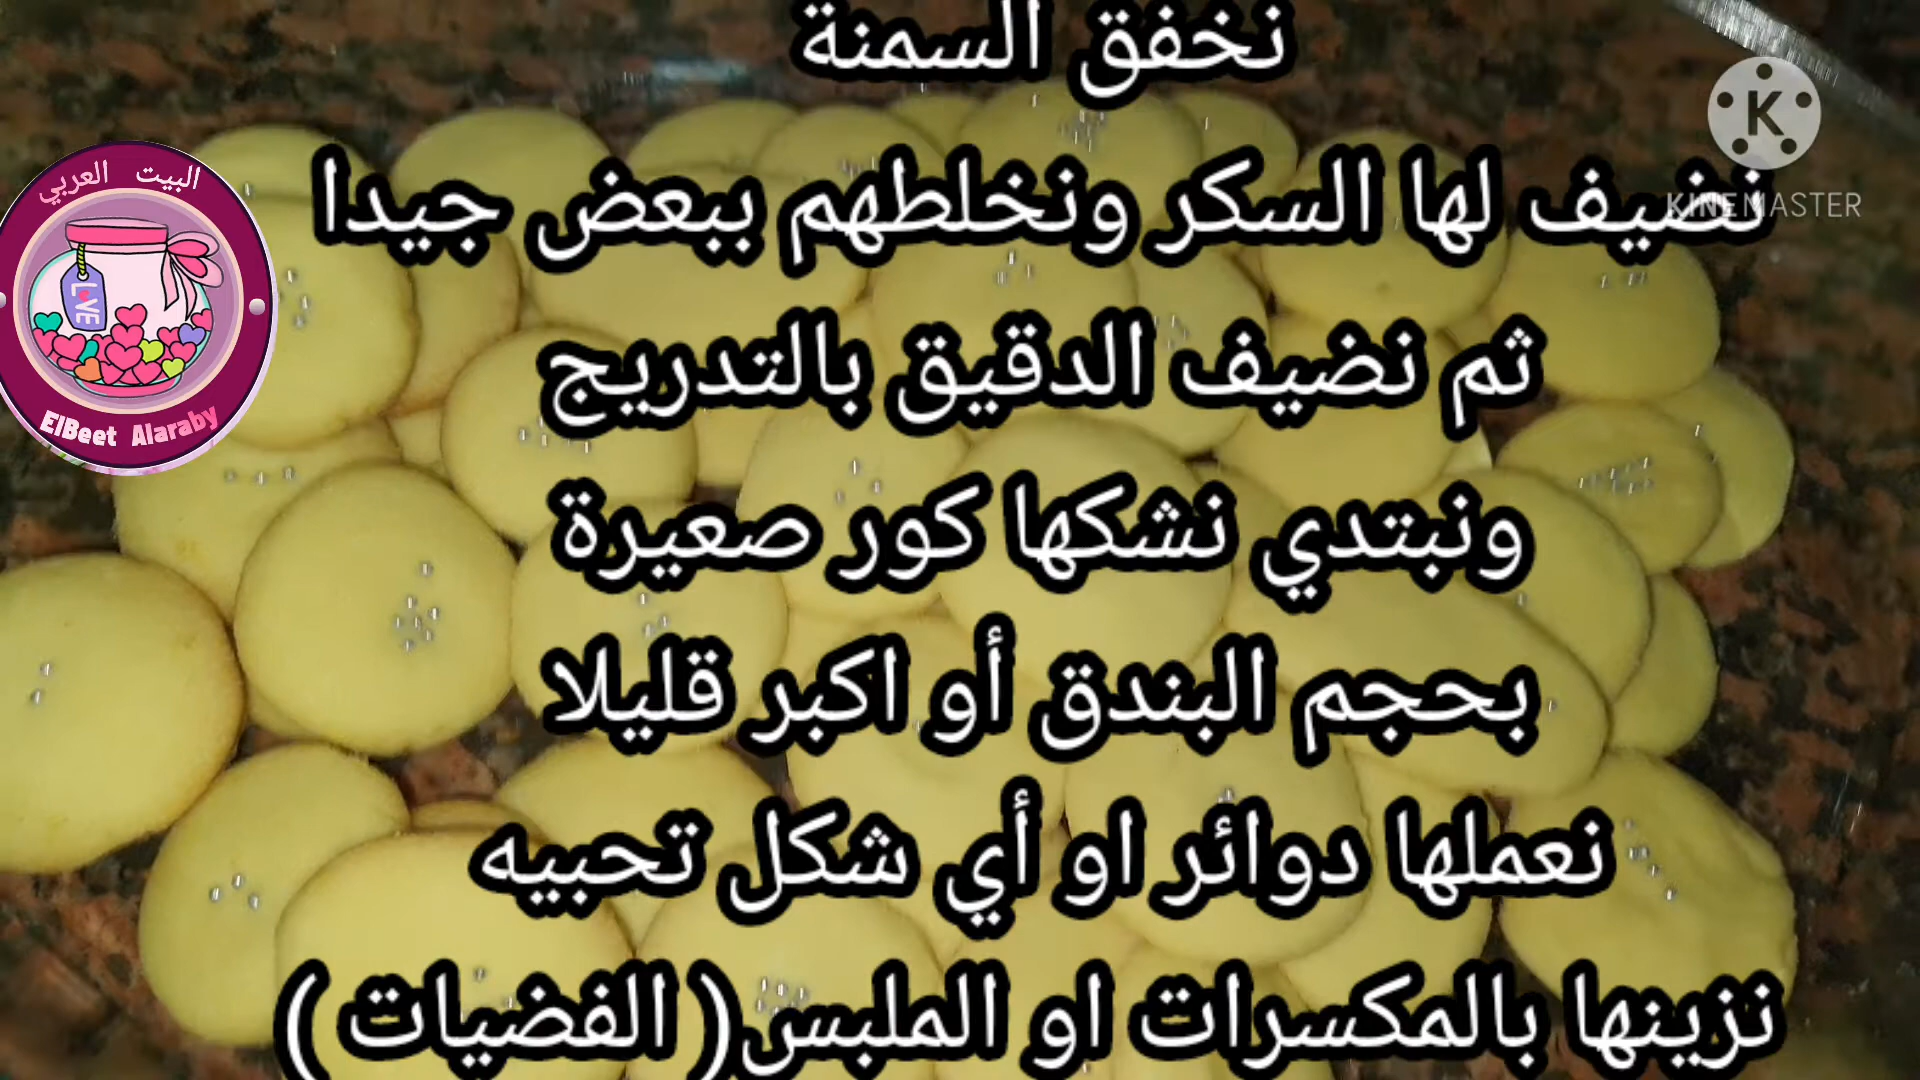 نخفق السمنة
نضيف لها السكر ونخلطهم ببعض جيدا
ثم نضيف الدقيق بالتدريج
ونبتدي نشكها كور صعيرة
بحجم البندق أو اكبر قليلا
نعملها دوائر او أي شكل تحبيه
نزينها بالمكسرات او الملبس( الفضيات )
البيت العربي
LOVE
ElBeet Alaraby
K
KINEMASTER